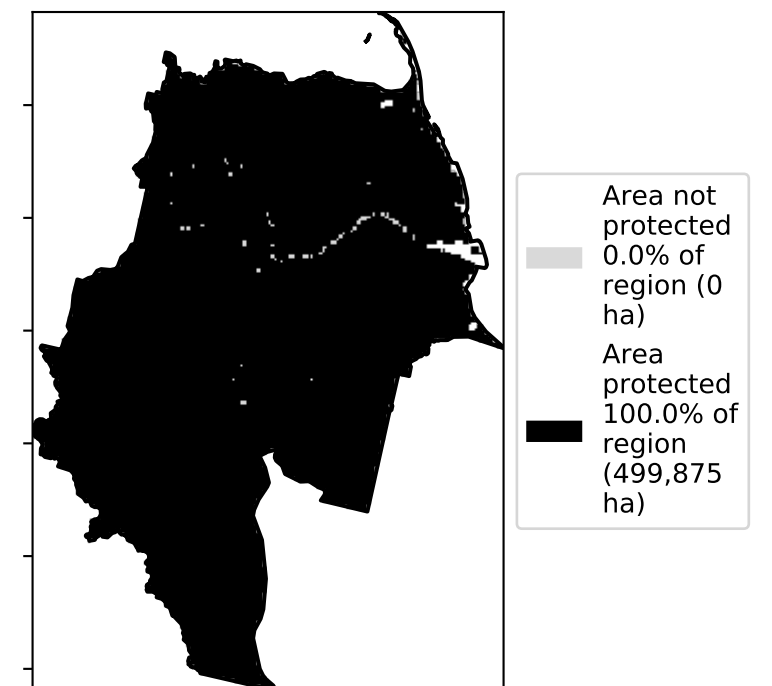 Area not
protected
0.0% of
region (0
ha)
Area
protected
100.0% of
region
(499,875
ha)